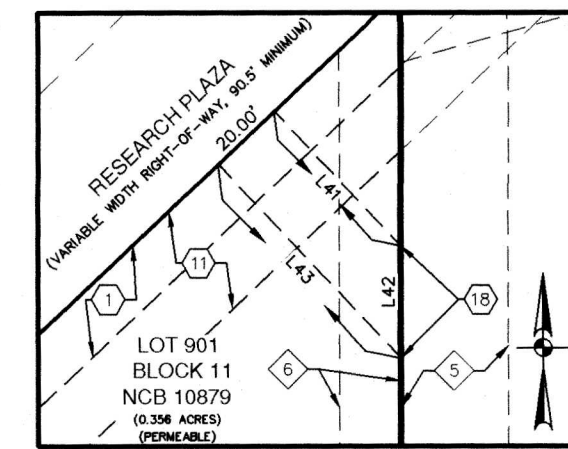 RESEARCH PLAZA
(VARIABLE WIDTH RIGHT-OF-WAY, 90.5' MINIMUM)
20.00'
L41
L43
L42
1
11
18
6
5
LOT 901
BLOCK 11
NCB 10879
(0.356 ACRES)
(PERMEABLE)